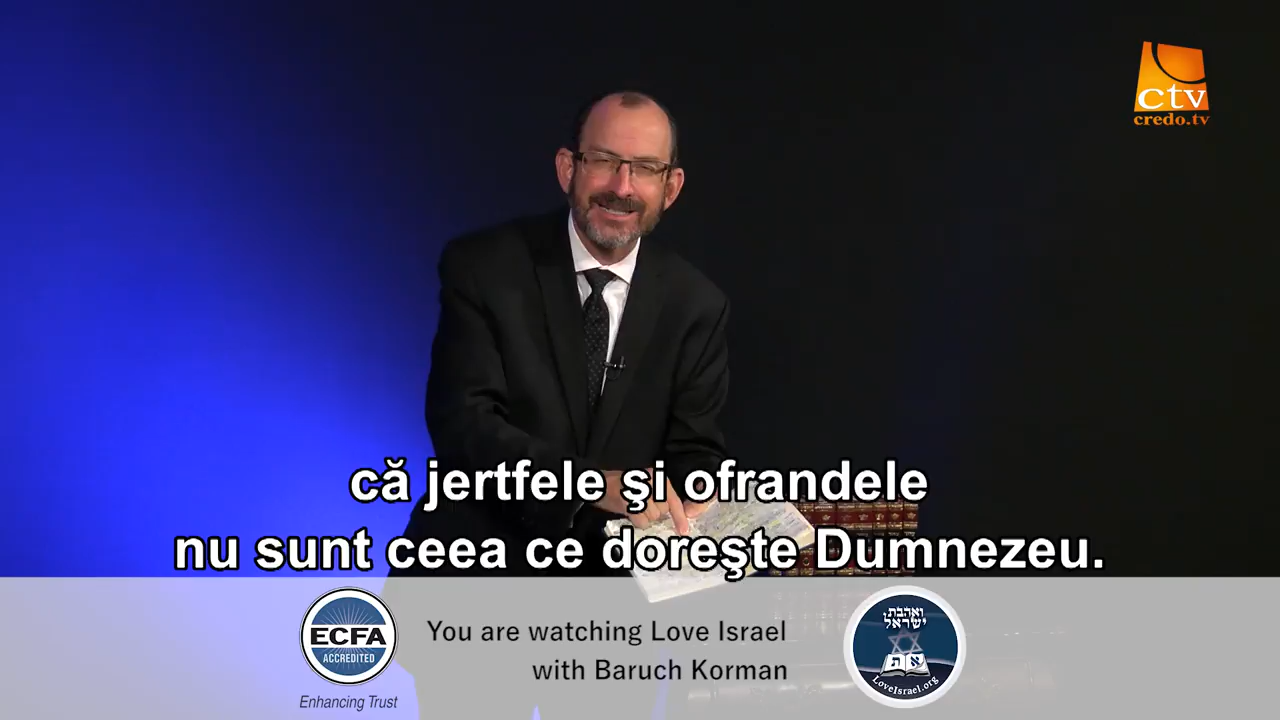 ctv
credo.tv
că jertfele şi ofrandele
nu sunt ceea ce doreşte Dumnezeu.
ECFA
ACCREDITED
Enhancing Trust
You are watching Love Israel
with Baruch Korman
ואהבת
ישראל
ת א
LoveIsrael.org